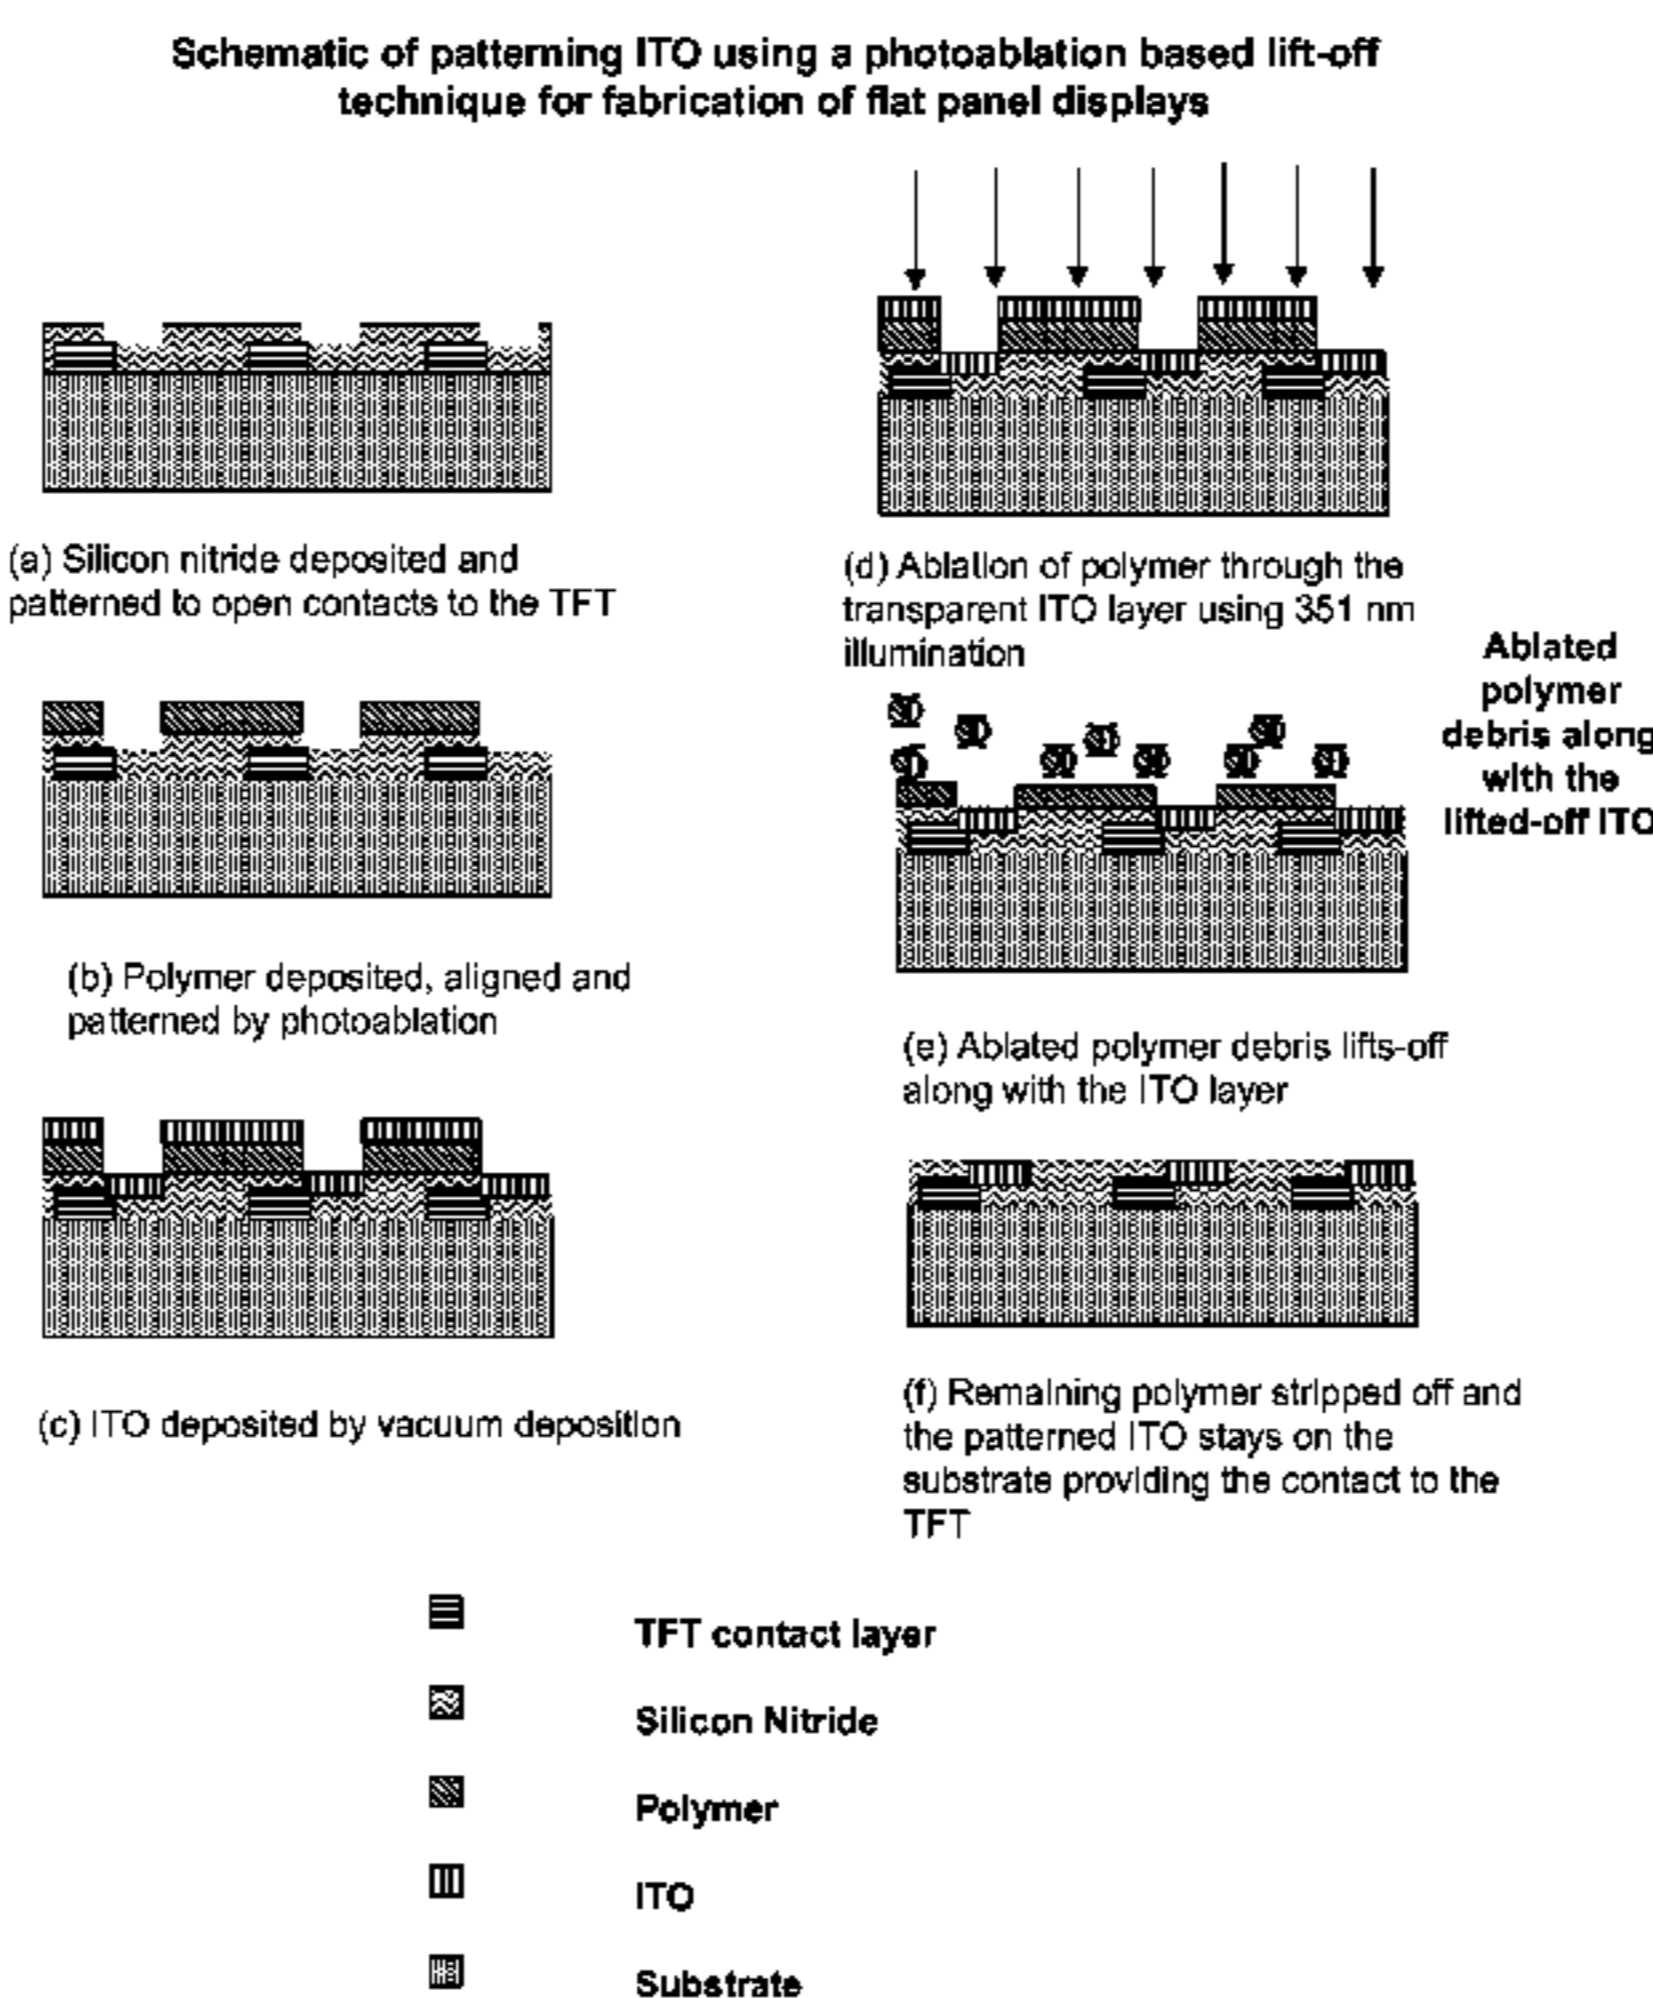 Schematic of patterning ITO using a photoablation based lift-off
technique for fabrication of flat panel displays
(a) Silicon nitride deposited and
patterned to open contacts to the TFT
(b) Polymer deposited, aligned and
patterned by photoablation
(c) ITO deposited by vacuum deposition
(d) Ablation of polymer through the
transparent ITO layer using 351 nm
illumination
Ablated
polymer
debris along
with the
lifted-off ITO
(e) Ablated polymer debris lifts-off
along with the ITO layer
(f) Remaining polymer stripped off and
the patterned ITO stays on the
substrate providing the contact to the
TFT
TFT contact layer
Silicon Nitride
Polymer
ITO
Substrate